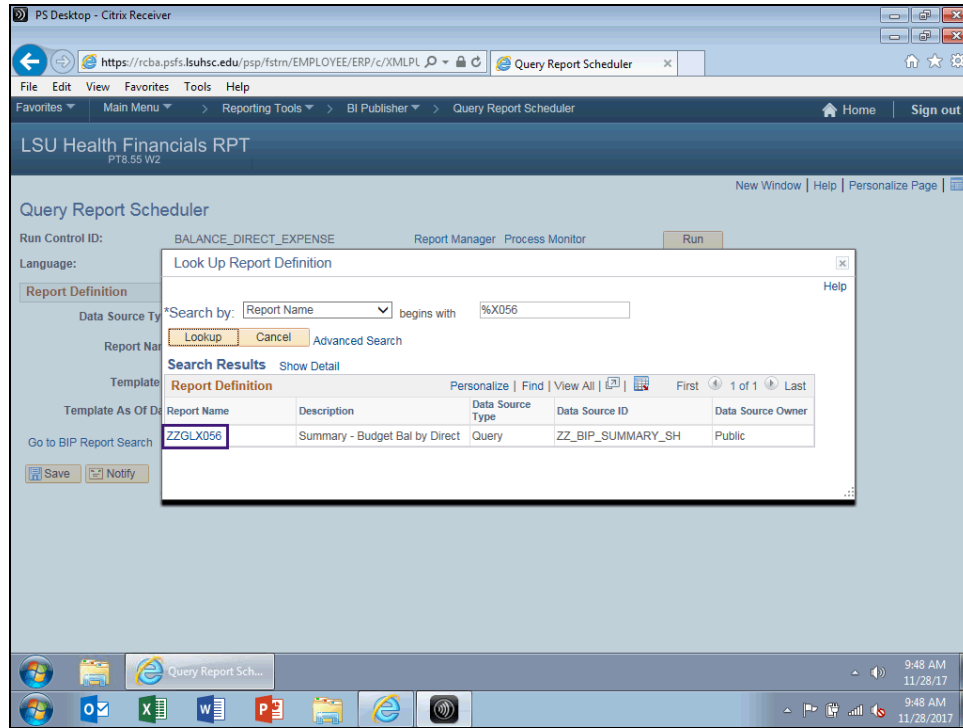 PS Desktop - Citrix Receiver
https://rcba.psfs.lsuhsc.edu/psp/fstrn/EMPLOYEE/ERP/c/XMLPL
Query Report Scheduler
File Edit View Favorites Tools Help
Favorites Main Menu > Reporting Tools > BI Publisher > Query Report Scheduler Home Sign out
LSU Health Financials RPT
PT8.55 W2
New Window | Help | Personalize Page |
Query Report Scheduler
Run Control ID: BALANCE_DIRECT_EXPENSE Report Manager Process Monitor Run
Language: Look Up Report Definition
Help
Report Definition
*Search by: Report Name begins with %X056
Data Source Ty
Lookup Cancel Advanced Search
Report Nar
Search Results Show Detail
Template Report Definition Personalize | Find | View All | | First 1 of 1 Last
Template As Of Da Report Name Description Data Source Type Data Source ID Data Source Owner
ZZGLX056 Summary - Budget Bal by Direct Query ZZ_BIP_SUMMARY_SH Public
Go to BIP Report Search
Save Notify
Query Report Sch...
9:48 AM
11/28/17
9:48 AM
11/28/2017